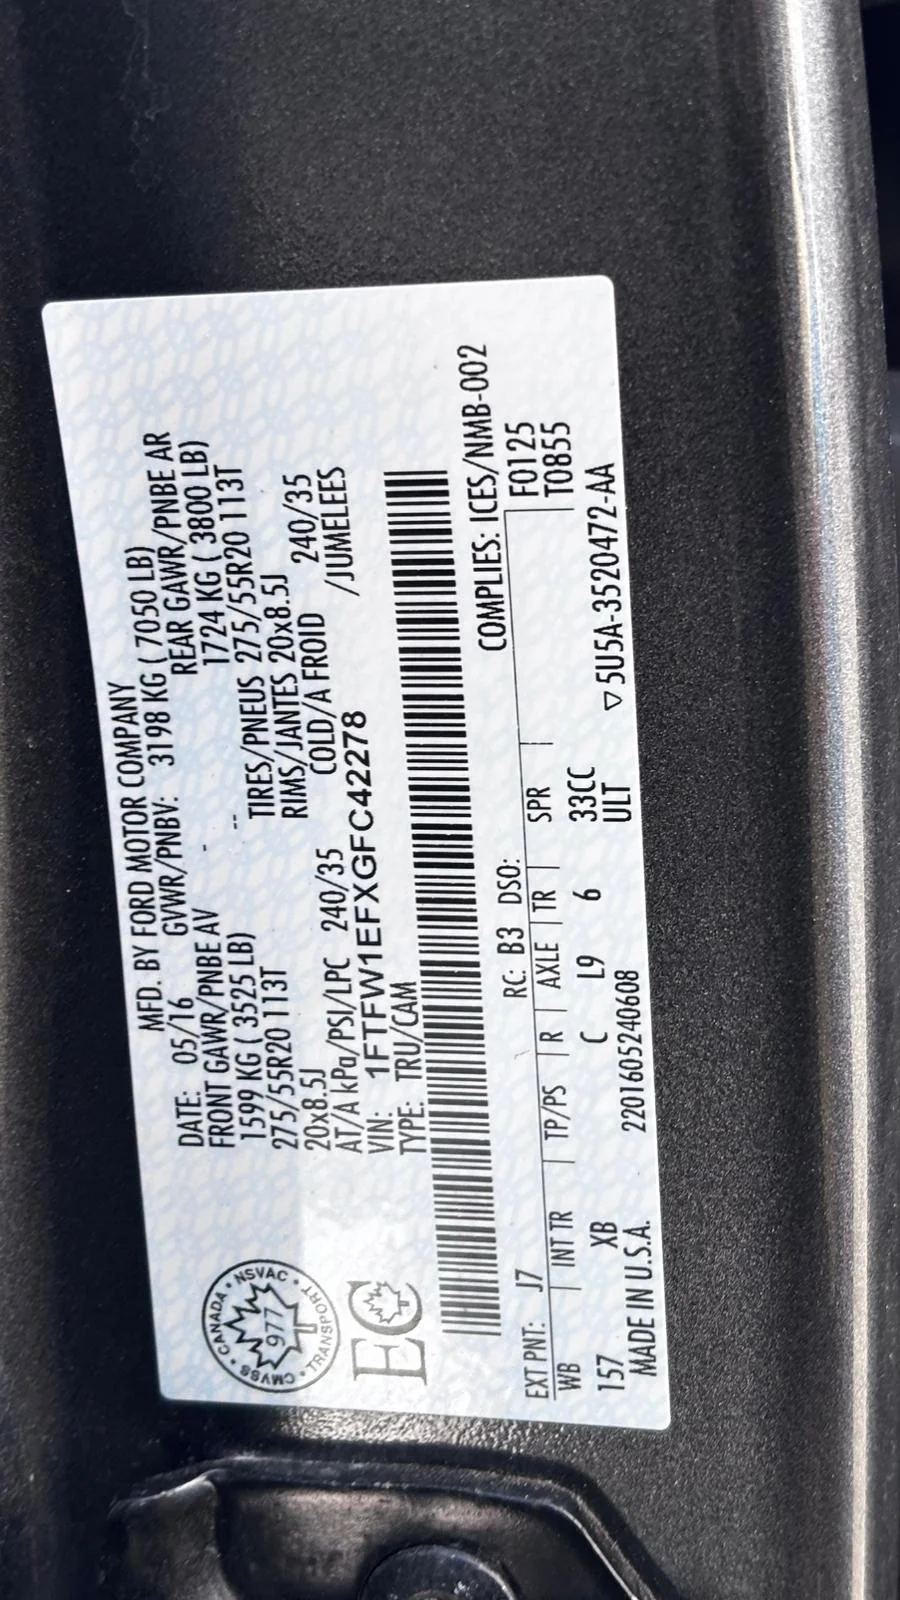 MFD. BY FORD MOTOR COMPANY
DATE: 05/16 GVWR/PNBV: 3198 KG ( 7050 LB)
FRONT GAWR/PNBE AV - REAR GAWR/PNBE AR
1599 KG ( 3525 LB) -- 1724 KG ( 3800 LB)
275/55R20 113T TIRES/PNEUS 275/55R20 113T
20x8.5J RIMS/JANTES 20x8.5J
AT/A kPa/PSI/LPC 240/35 COLD/A FROID 240/35
VIN: 1FTFW1EFXGFC42278 /JUMELEES
TYPE: TRU/CAM
CMVSS • CANADA • NSVAC • TRANSPORT •
977
EC
COMPLIES: ICES/NMB-002
EXT PNT: J7 RC: B3 DSO: F0125
WB INT TR TP/PS R AXLE TR SPR T0855
157 XB C L9 6 33CC
MADE IN U.S.A. 2201605240608 ULT ▽5U5A-3520472-AA